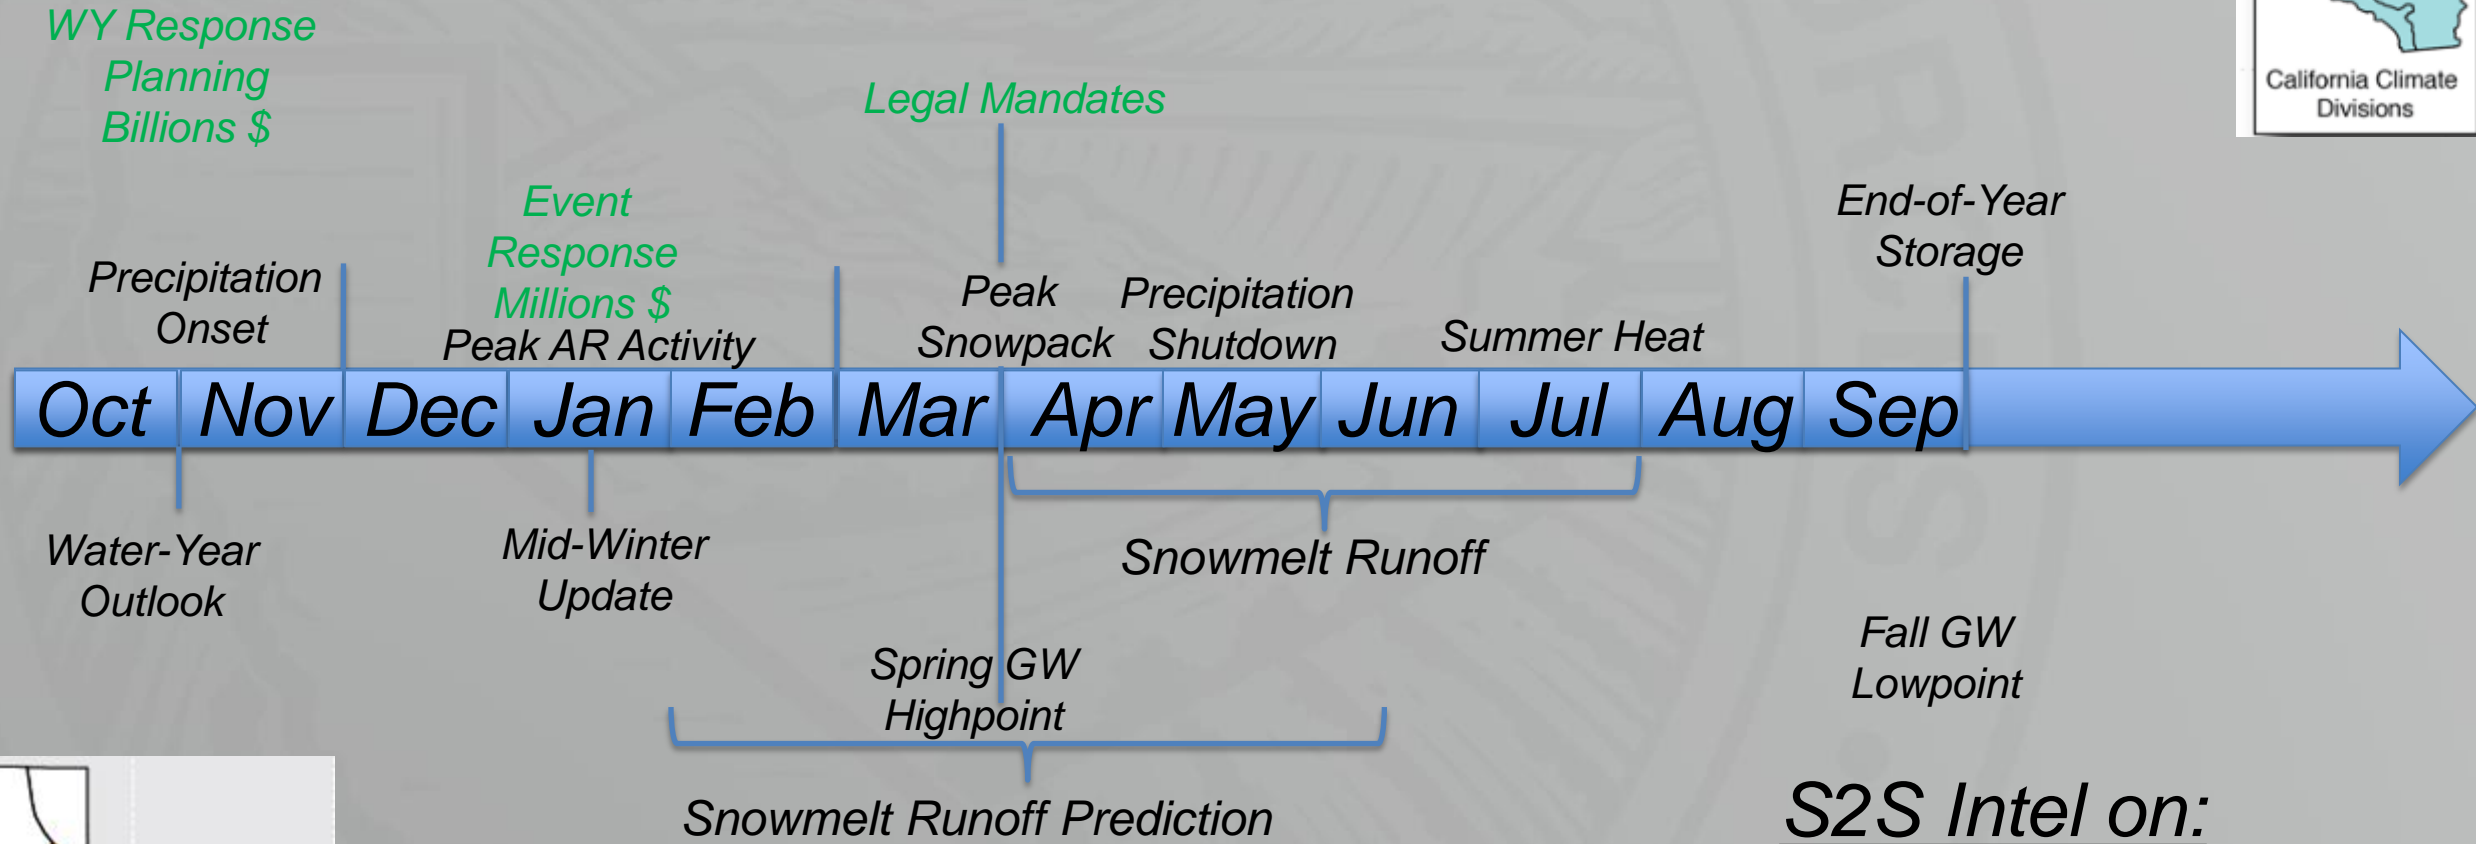 WY Response
Planning
Billions $
Legal Mandates
California Climate
Divisions
Event
Response
Millions $
End-of-Year
Storage
Precipitation
Onset
Peak AR Activity
Peak
Snowpack
Precipitation
Shutdown
Summer Heat
Oct Nov Dec Jan Feb Mar Apr May Jun Jul Aug Sep
Water-Year
Outlook
Mid-Winter
Update
Snowmelt Runoff
Spring GW
Highpoint
Fall GW
Lowpoint
Snowmelt Runoff Prediction
S2S Intel on: